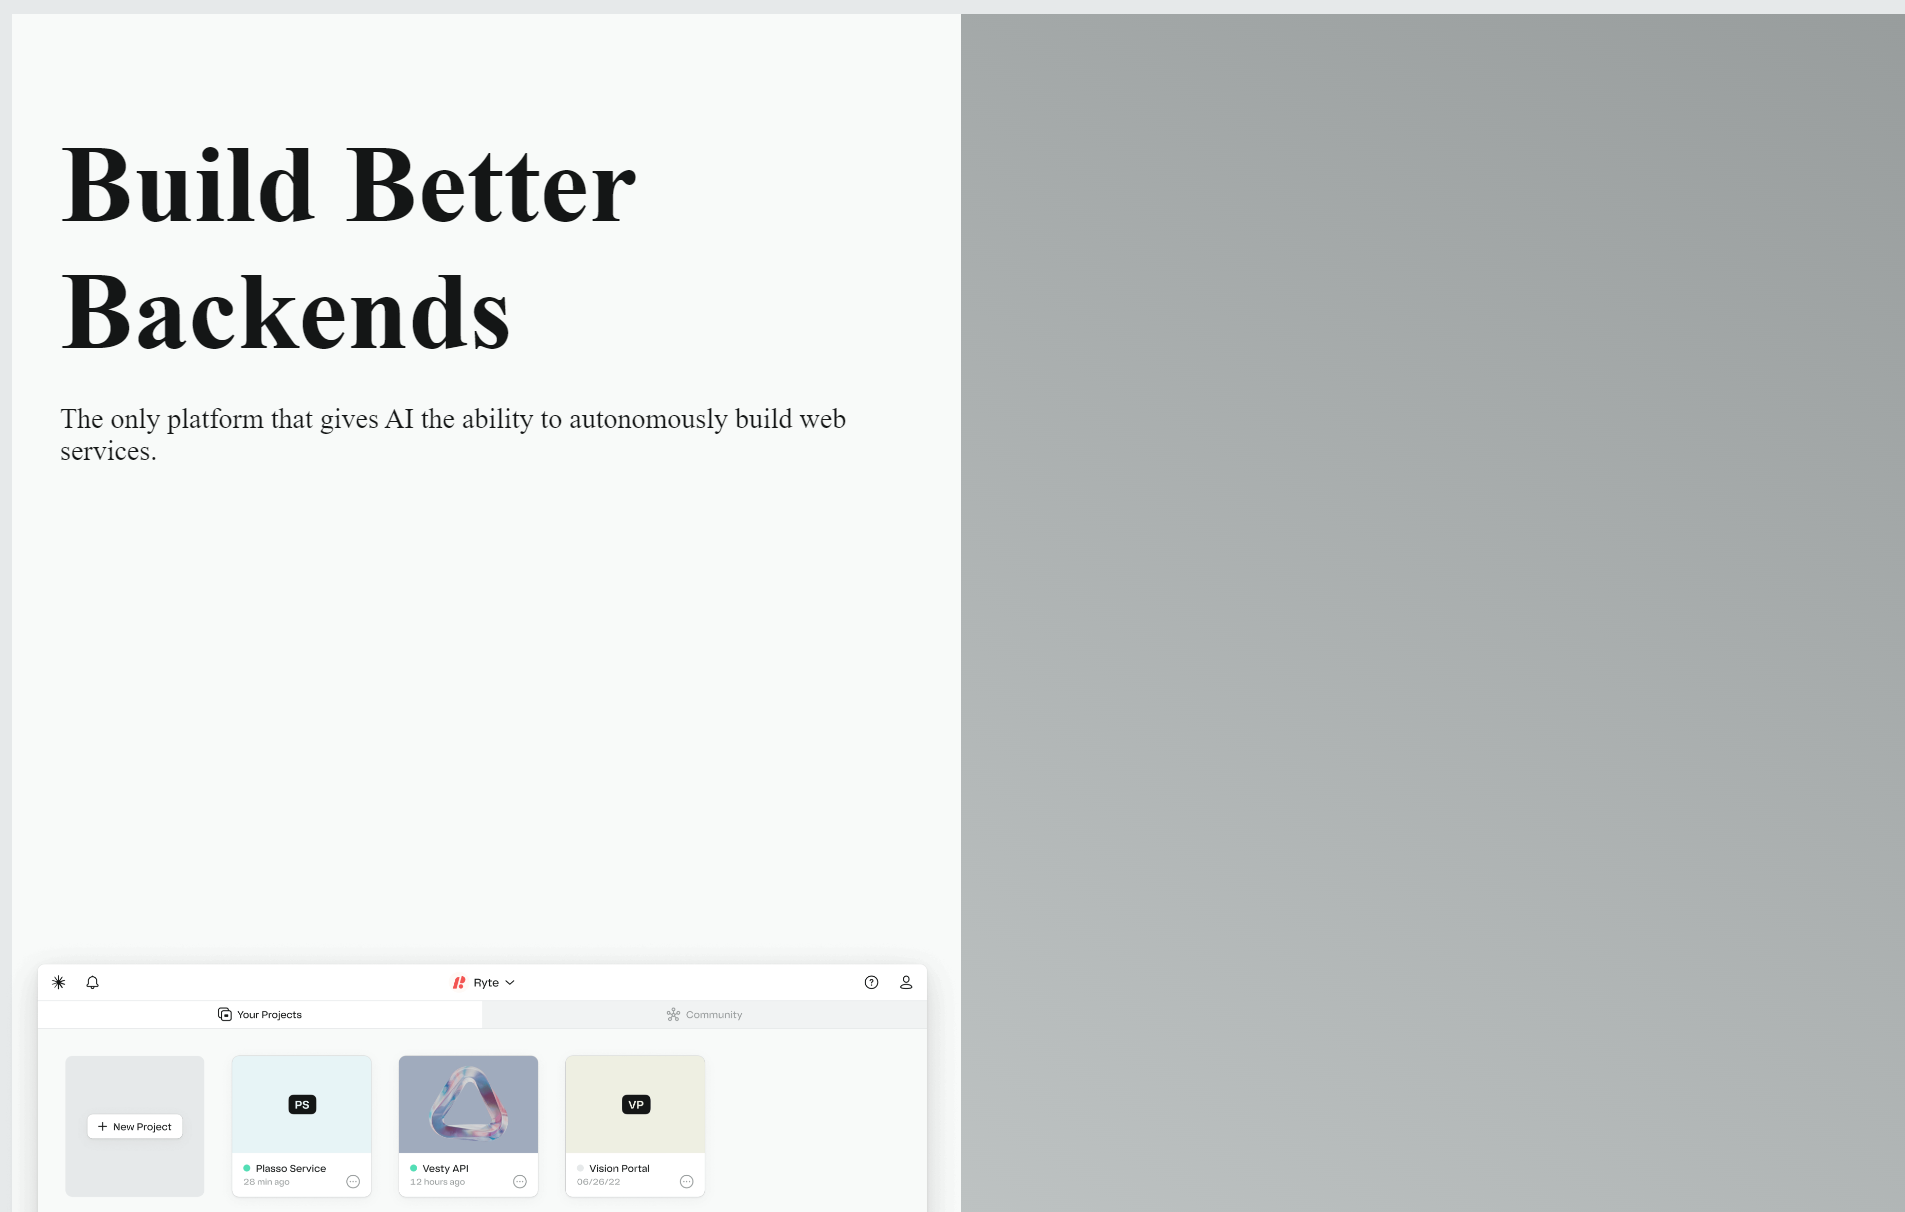 Build Better
Backends
The only platform that gives AI the ability to autonomously build web
services.
Ryte
Your Projects
Community
+ New Project
PS
VP
Plasso Service
28 min ago
Vesty API
12 hours ago
Vision Portal
06/26/22